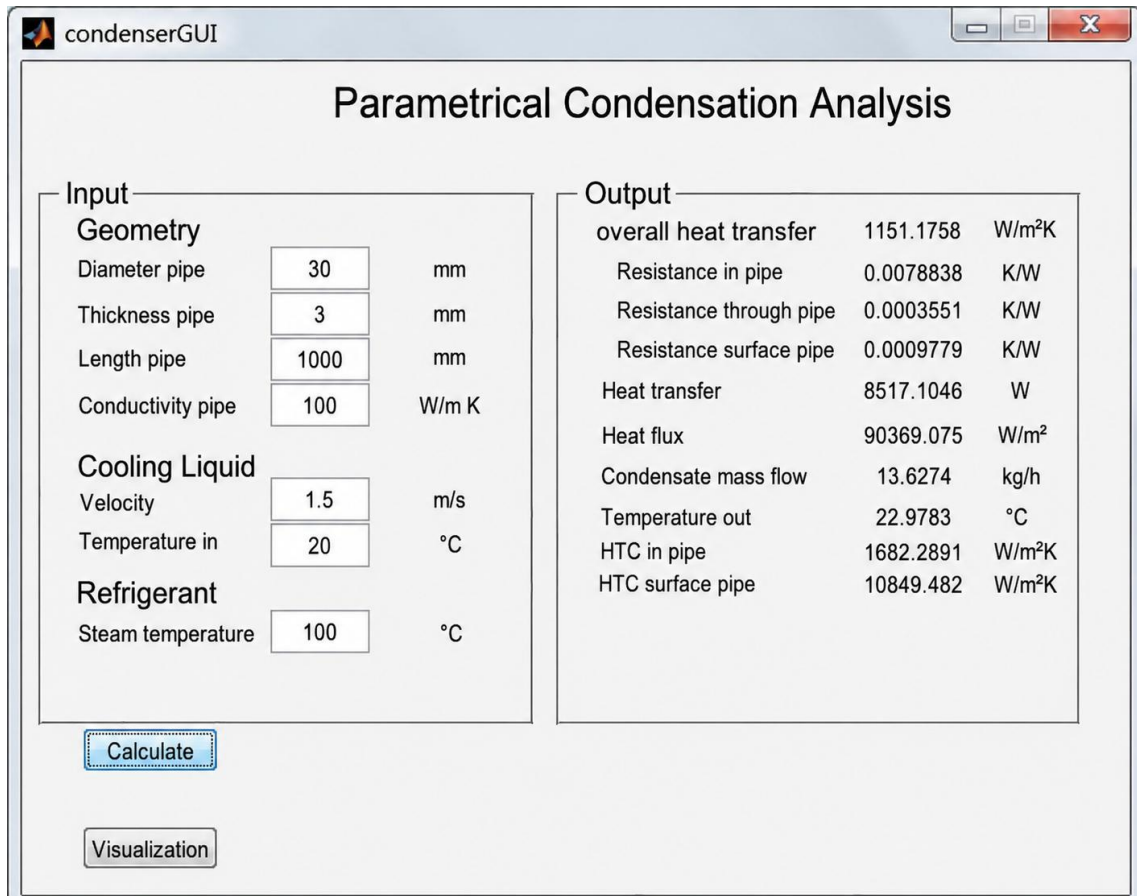 condenserGUI
Parametrical Condensation Analysis
Input
Geometry
Diameter pipe 30 mm
Thickness pipe 3 mm
Length pipe 1000 mm
Conductivity pipe 100 W/m K
Cooling Liquid
Velocity 1.5 m/s
Temperature in 20 °C
Refrigerant
Steam temperature 100 °C
Output
overall heat transfer 1151.1758 W/m²K
Resistance in pipe 0.0078838 K/W
Resistance through pipe 0.0003551 K/W
Resistance surface pipe 0.0009779 K/W
Heat transfer 8517.1046 W
Heat flux 90369.075 W/m²
Condensate mass flow 13.6274 kg/h
Temperature out 22.9783 °C
HTC in pipe 1682.2891 W/m²K
HTC surface pipe 10849.482 W/m²K
Calculate
Visualization